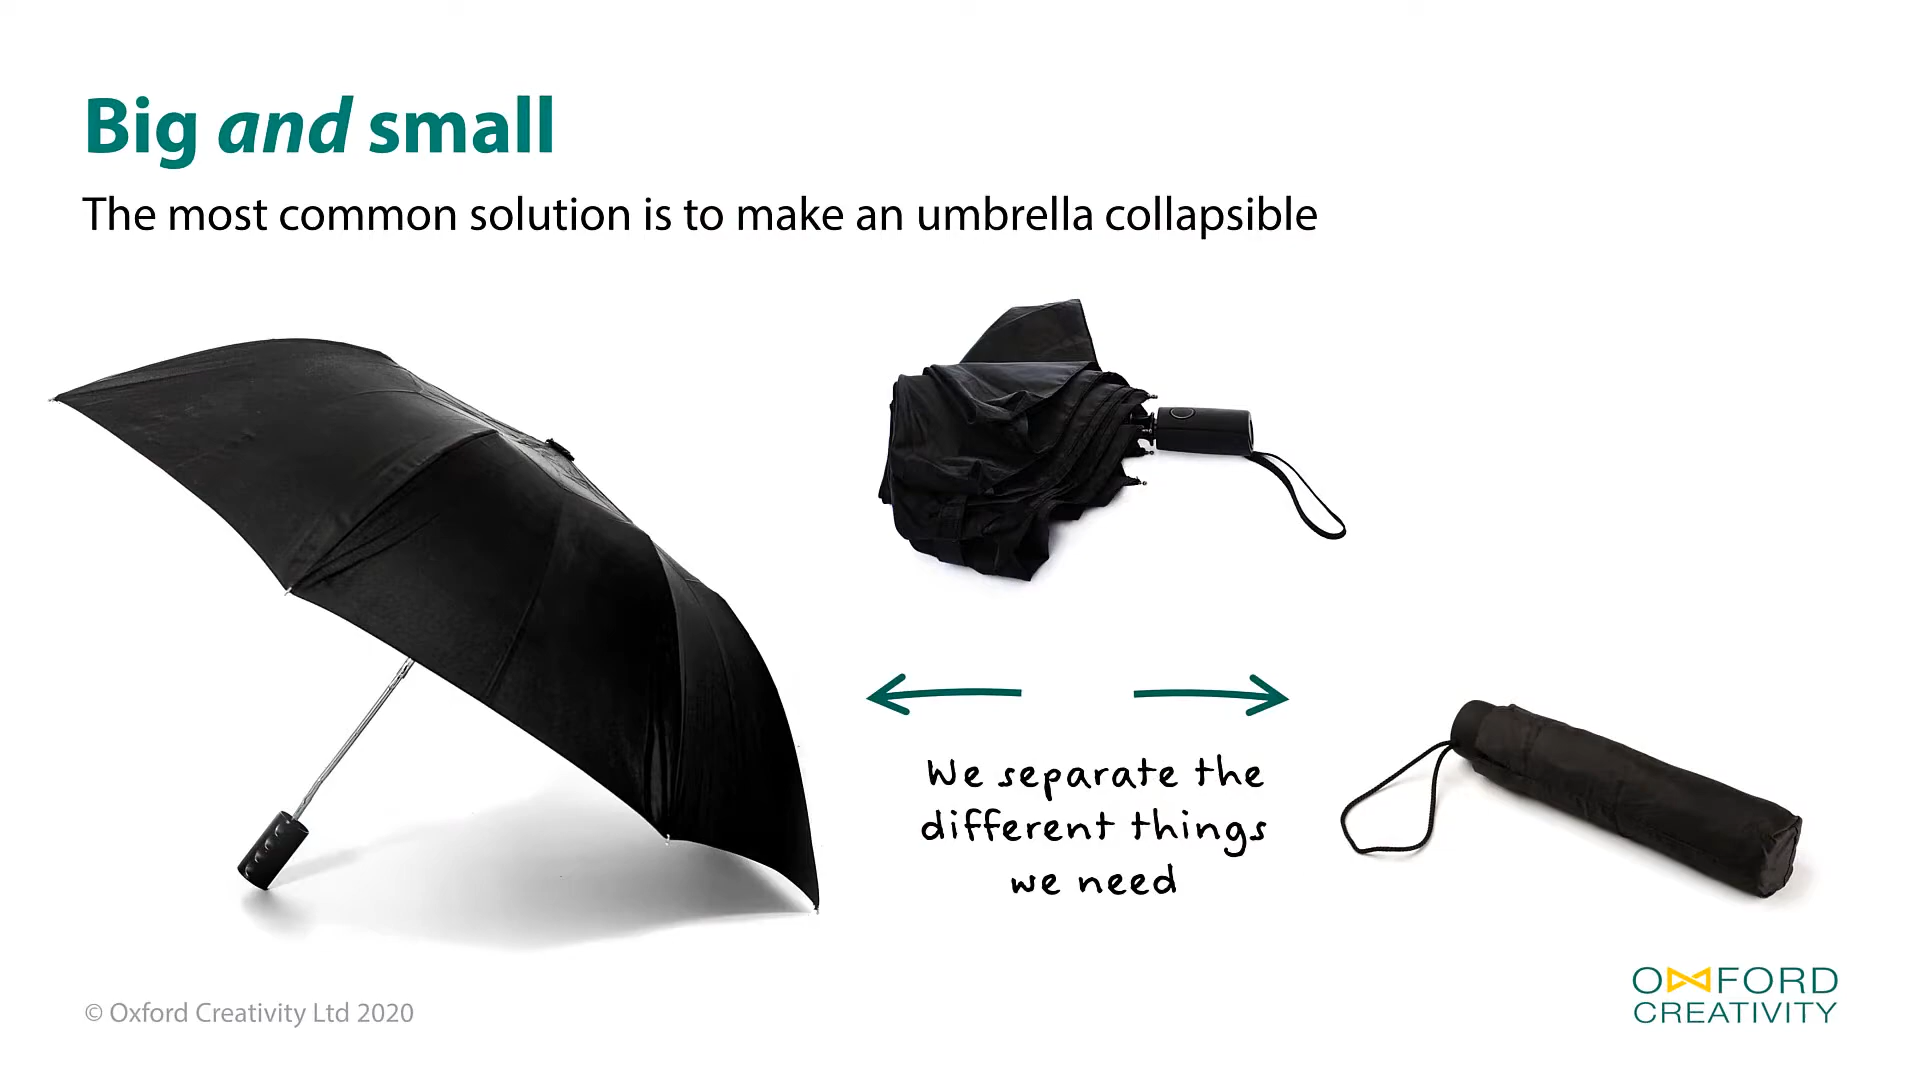 Big and small
The most common solution is to make an umbrella collapsible
We separate the
different things
we need
© Oxford Creativity Ltd 2020
OXFORD
CREATIVITY